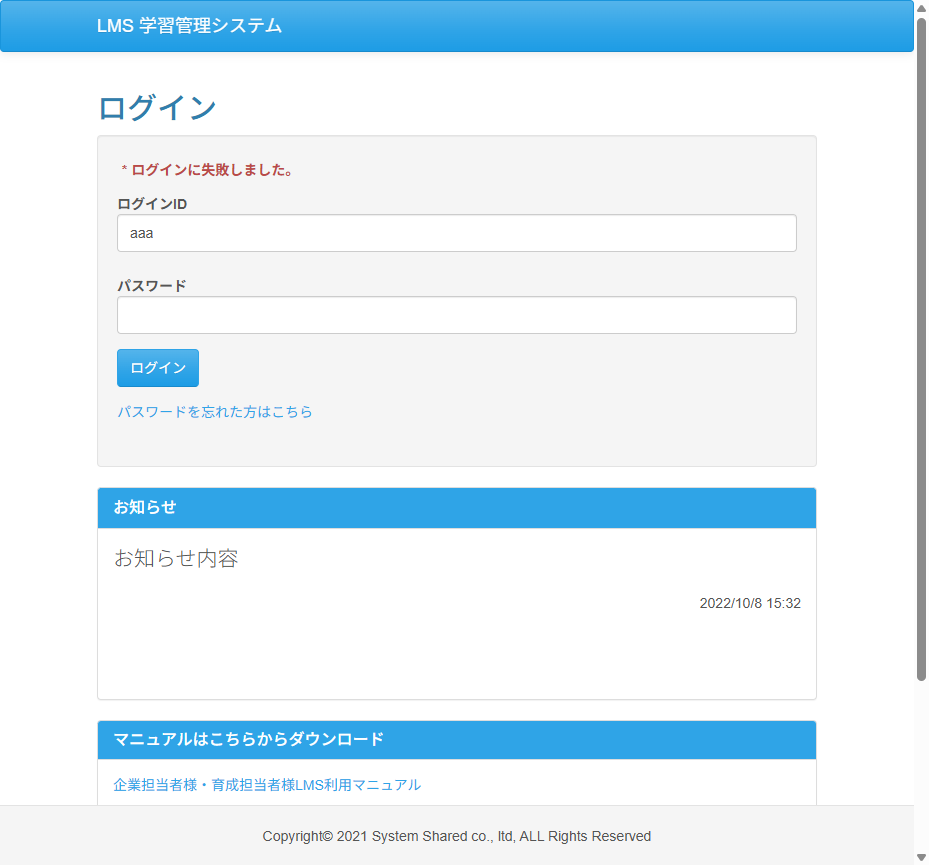 LMS 学習管理システム
ログイン
* ログインに失敗しました。
ログインID
aaa
パスワード
ログイン
パスワードを忘れた方はこちら
お知らせ
お知らせ内容
2022/10/8 15:32
マニュアルはこちらからダウンロード
企業担当者様・育成担当者様LMS利用マニュアル
Copyright© 2021 System Shared co., ltd, ALL Rights Reserved